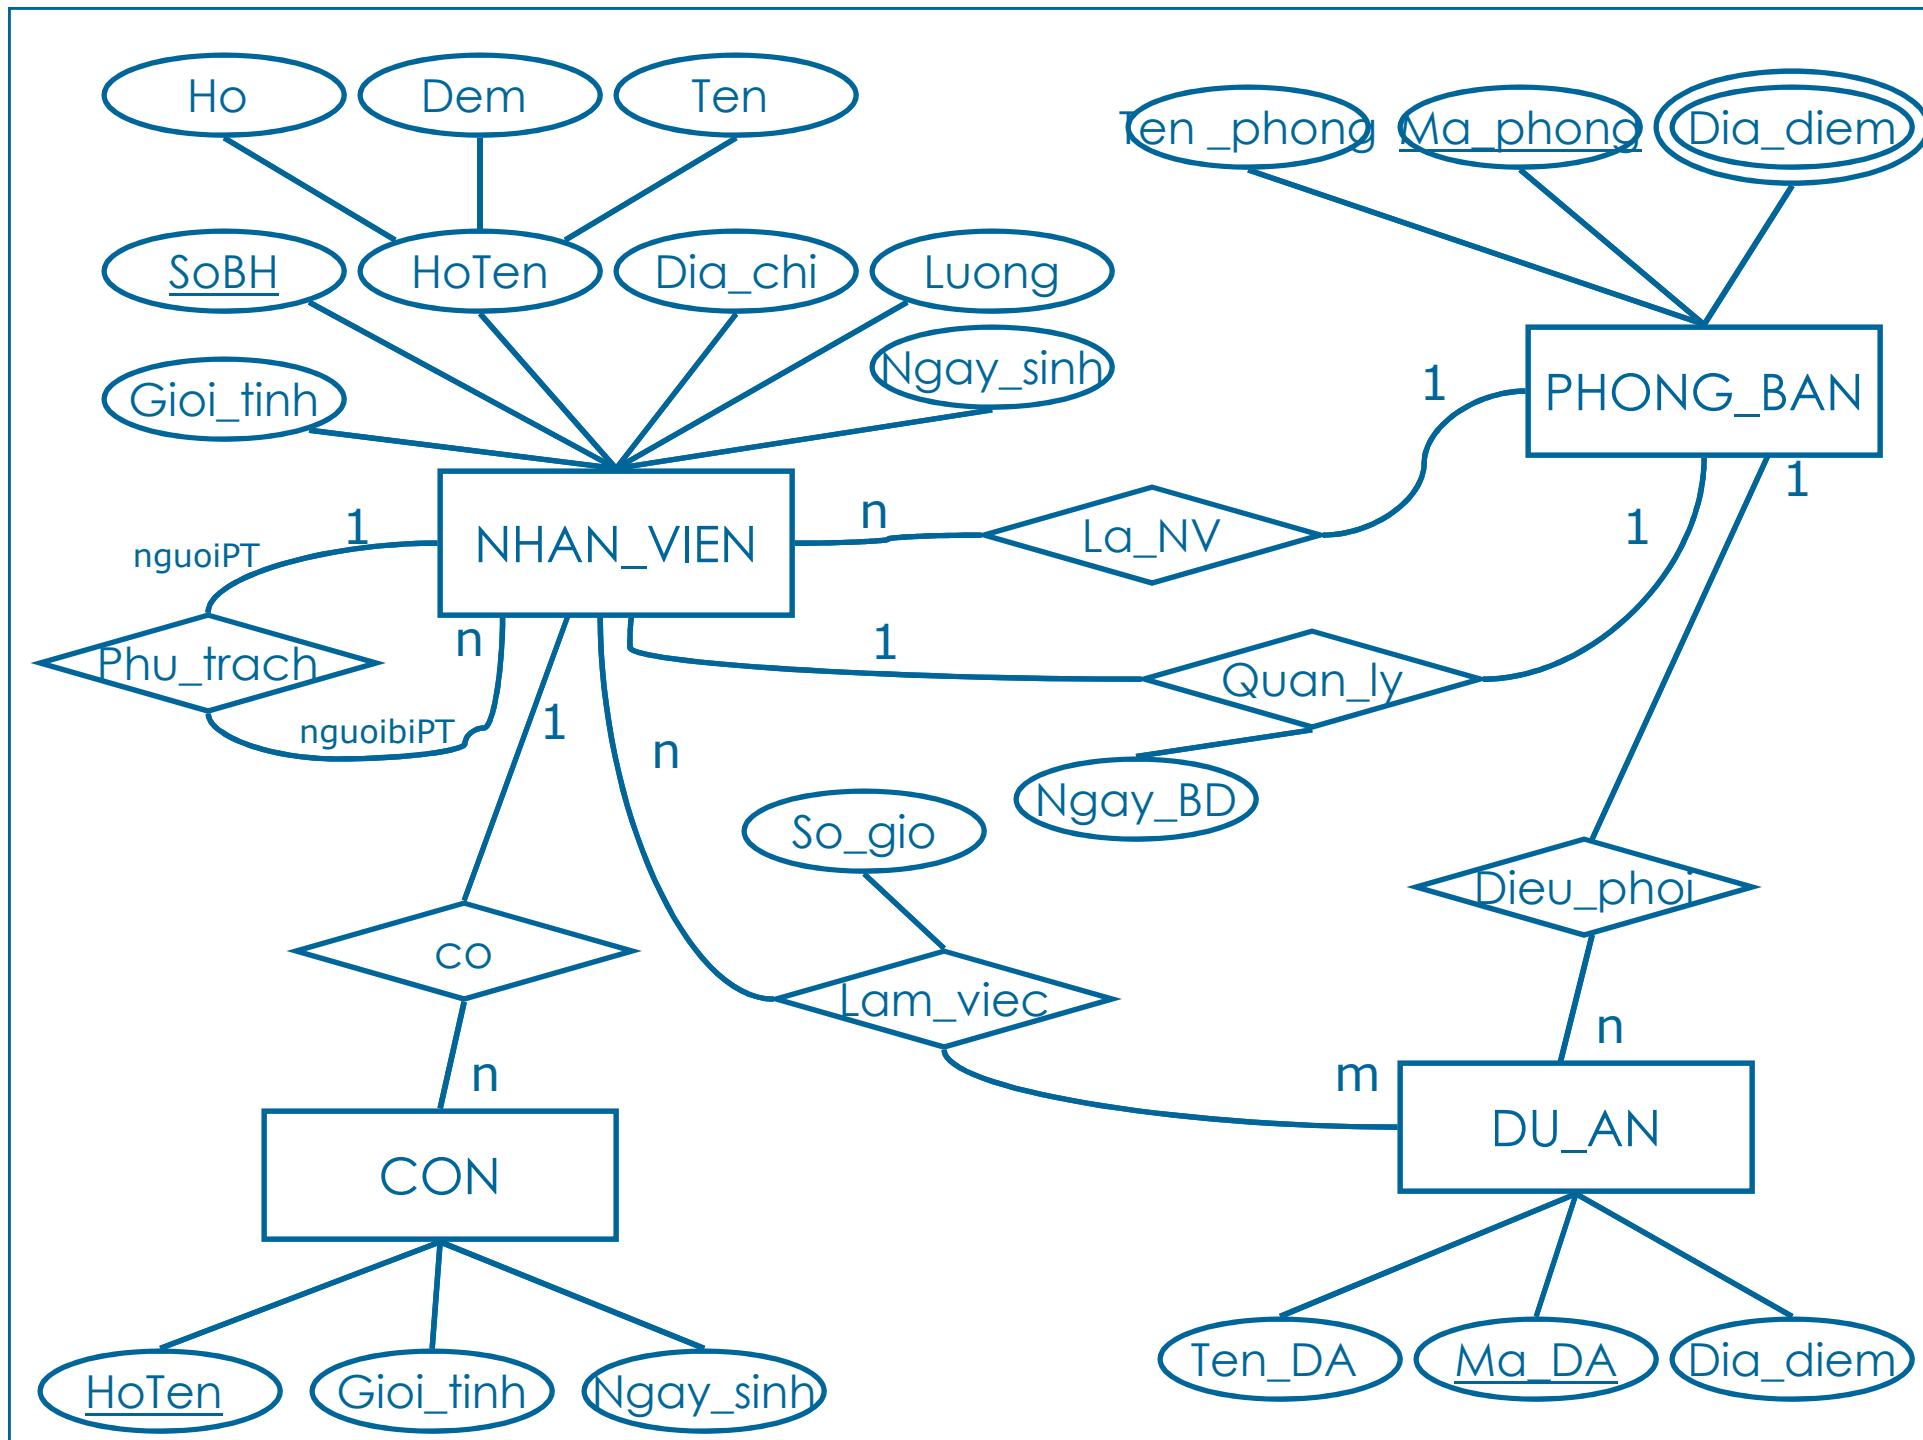 Ho
Dem
Ten
Ten _phong
Ma_phong
Dia_diem
SoBH
HoTen
Dia_chi
Luong
Ngay_sinh
Gioi_tinh
1
PHONG_BAN
1
nguoiPT
1
NHAN_VIEN
n
La_NV
1
n
Phu_trach
1
Quan_ly
nguoibiPT
1
n
Ngay_BD
So_gio
Dieu_phoi
co
Lam_viec
n
n
m
DU_AN
CON
Ten_DA
Ma_DA
Dia_diem
HoTen
Gioi_tinh
Ngay_sinh